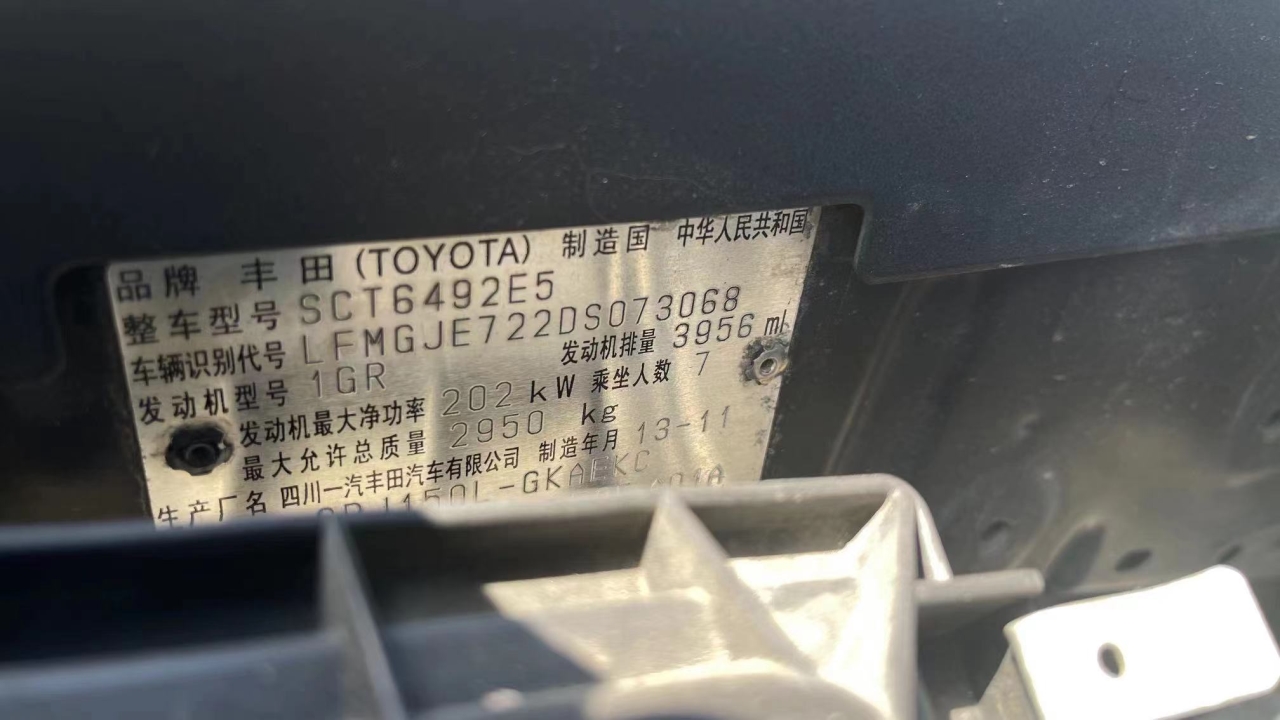 品牌 丰田(TOYOTA) 制造国 中华人民共和国
整车型号 SCT6492E5
车辆识别代号 LFMGJE722DS073068
发动机型号 1GR 发动机排量 3956 mL
发动机最大净功率 202 kW 乘坐人数 7
最大允许总质量 2950 kg
生产厂名 四川一汽丰田汽车有限公司 制造年月 13-11